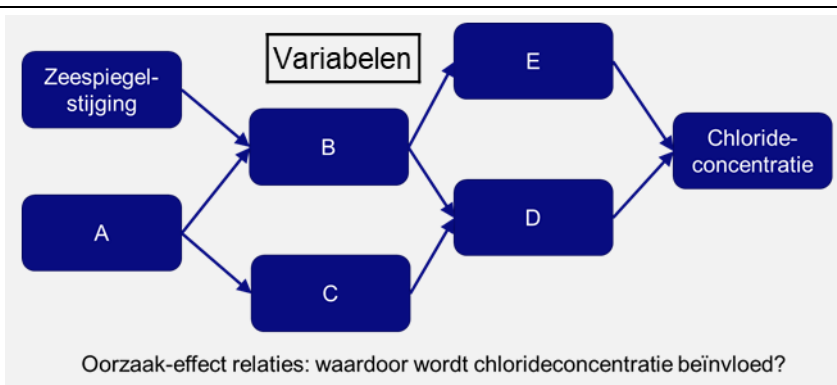 Variabelen
Zeespiegel-
stijging
A
B
C
E
D
Chloride-
concentratie
Oorzaak-effect relaties: waardoor wordt chlorideconcentratie beïnvloed?